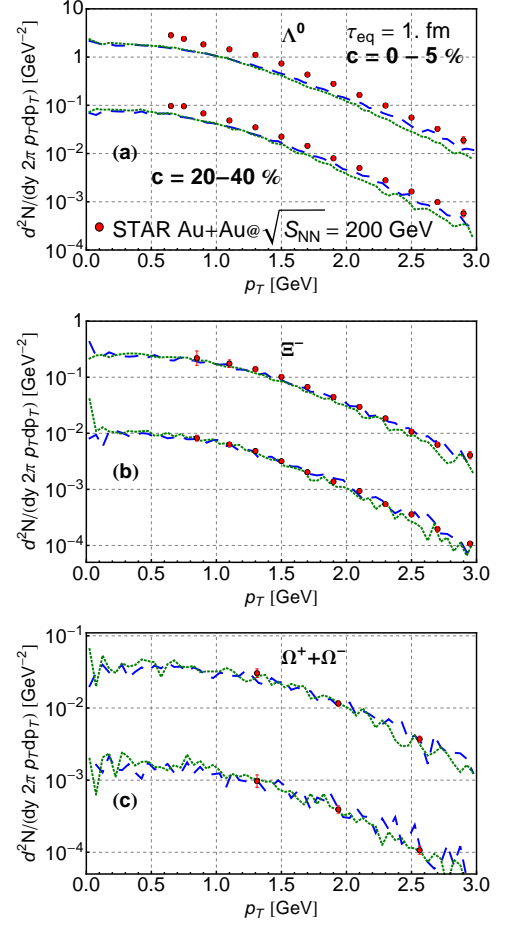 10
1
10⁻¹
10⁻²
10⁻³
10⁻⁴
d²N/(dy 2π p_T dp_T) [GeV⁻²]
Λ⁰
τ_eq = 1. fm
c = 0 – 5 %
(a)
c = 20–40 %
STAR Au+Au@√S_NN = 200 GeV
0.0 0.5 1.0 1.5 2.0 2.5 3.0
p_T [GeV]
1
10⁻¹
10⁻²
10⁻³
10⁻⁴
d²N/(dy 2π p_T dp_T) [GeV⁻²]
Ξ⁻
(b)
0.0 0.5 1.0 1.5 2.0 2.5 3.0
p_T [GeV]
10⁻¹
10⁻²
10⁻³
10⁻⁴
d²N/(dy 2π p_T dp_T) [GeV⁻²]
Ω⁺+Ω⁻
(c)
0.0 0.5 1.0 1.5 2.0 2.5 3.0
p_T [GeV]